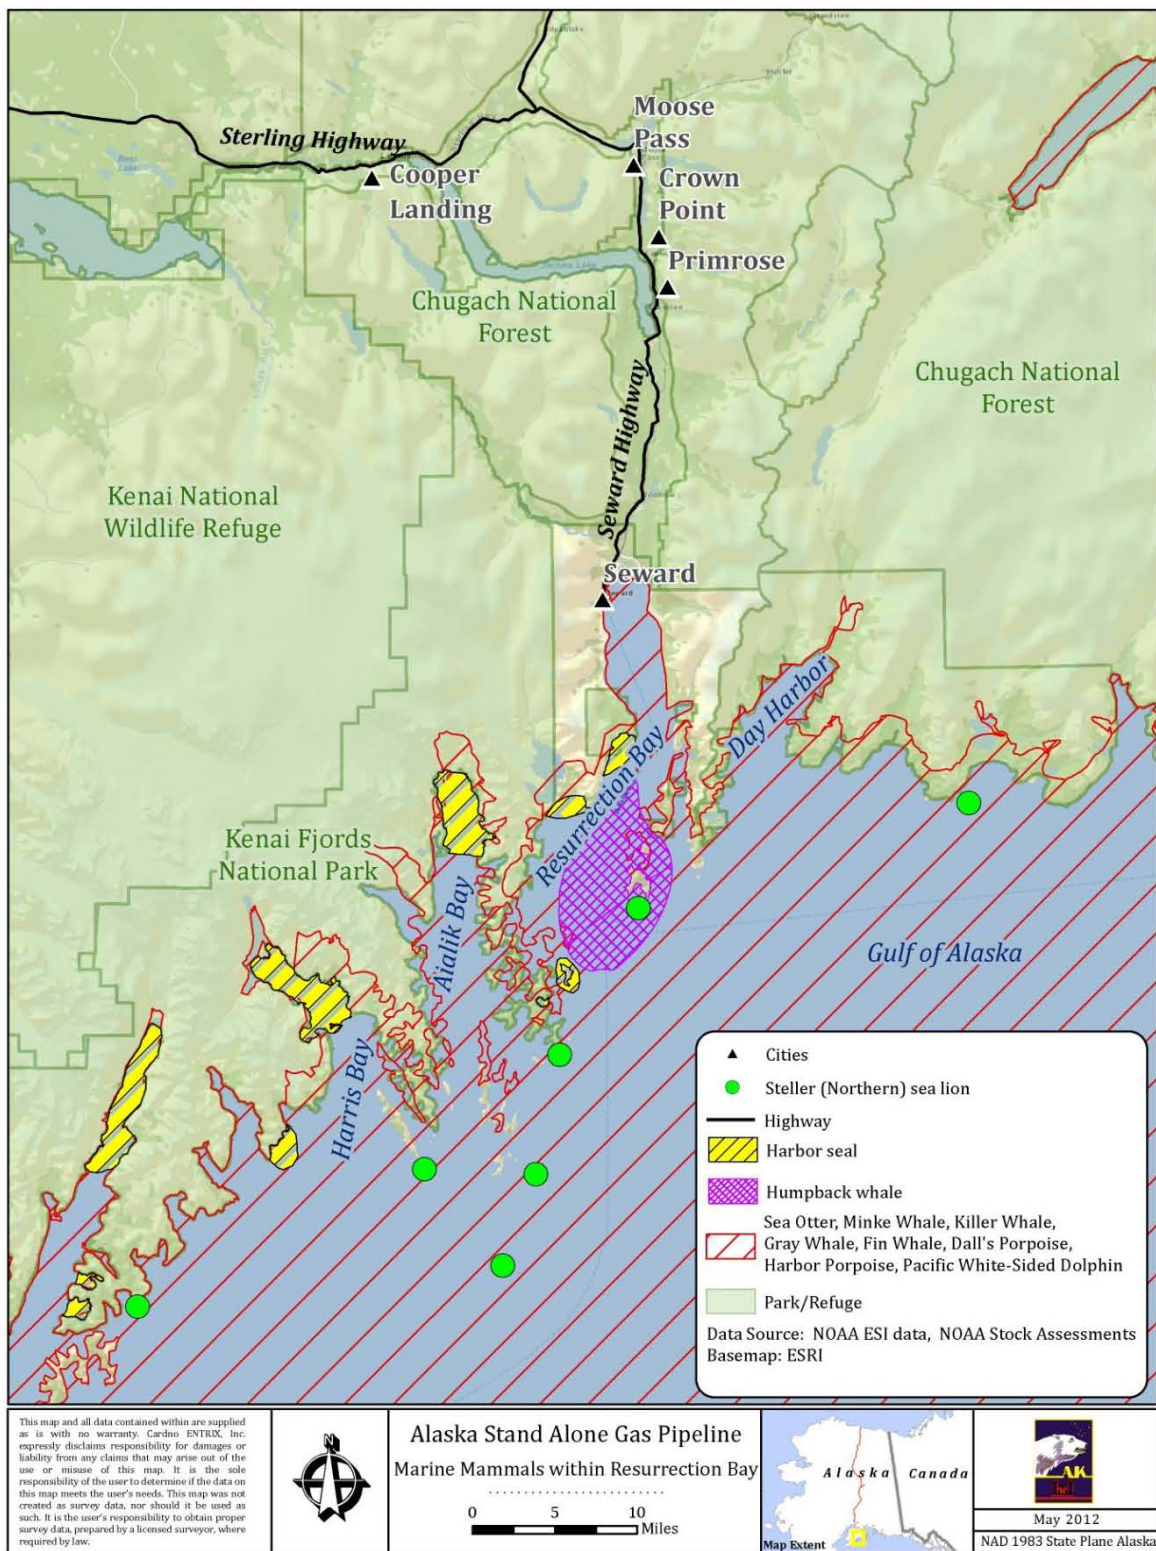 Moose
Pass
Sterling Highway
Cooper
Landing
Crown
Point
Primrose
Chugach National
Forest
Chugach National
Forest
Seward Highway
Kenai National
Wildlife Refuge
Seward
Day Harbor
Resurrection Bay
Kenai Fjords
National Park
Aialik Bay
Gulf of Alaska
Harris Bay
Cities
Steller (Northern) sea lion
Highway
Harbor seal
Humpback whale
Sea Otter, Minke Whale, Killer Whale,
Gray Whale, Fin Whale, Dall's Porpoise,
Harbor Porpoise, Pacific White-Sided Dolphin
Park/Refuge
Data Source: NOAA ESI data, NOAA Stock Assessments
Basemap: ESRI
This map and all data contained within are supplied
as is with no warranty. Cardno ENTRIX, Inc.
expressly disclaims responsibility for damages or
liability from any claims that may arise out of the
use or misuse of this map. It is the sole
responsibility of the user to determine if the data on
this map meets the user's needs. This map was not
created as survey data, nor should it be used as
such. It is the user's responsibility to obtain proper
survey data, prepared by a licensed surveyor, where
required by law.
N
Alaska Stand Alone Gas Pipeline
Marine Mammals within Resurrection Bay
0 5 10
Miles
Alaska Canada
Map Extent
AK
May 2012
NAD 1983 State Plane Alaska